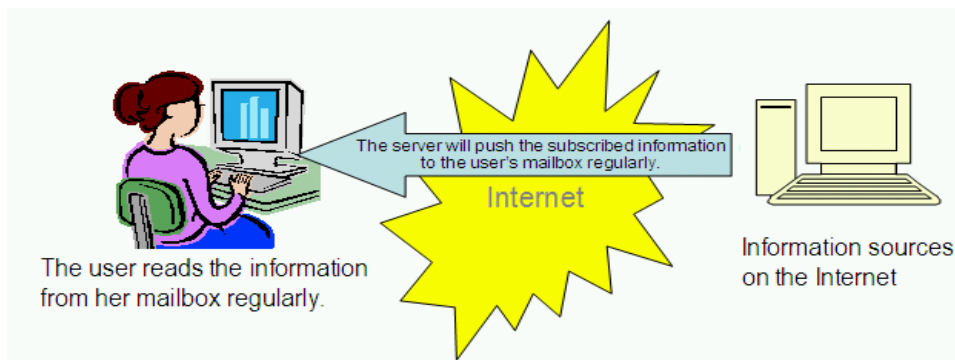 The server will push the subscribed information
to the user's mailbox regularly.
Internet
The user reads the information
from her mailbox regularly.
Information sources
on the Internet